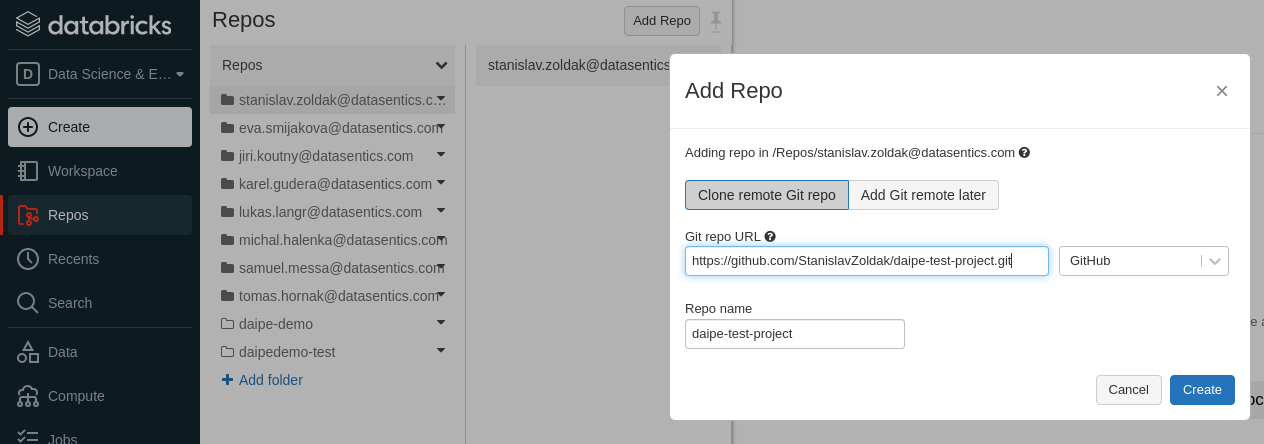 databricks
D Data Science & E...
Create
Workspace
Repos
Recents
Search
Data
Compute
Jobs
Repos
Add Repo
Repos
stanislav.zoldak@datasentics.c...
eva.smijakova@datasentics.com
jiri.koutny@datasentics.com
karel.gudera@datasentics.com
lukas.langr@datasentics.com
michal.halenka@datasentics.com
samuel.messa@datasentics.com
tomas.hornak@datasentics.com
daipe-demo
daipedemo-test
Add folder
stanislav.zoldak@datasentics
Add Repo
Adding repo in /Repos/stanislav.zoldak@datasentics.com
Clone remote Git repo
Add Git remote later
Git repo URL
https://github.com/StanislavZoldak/daipe-test-project.git
GitHub
Repo name
daipe-test-project
Cancel
Create